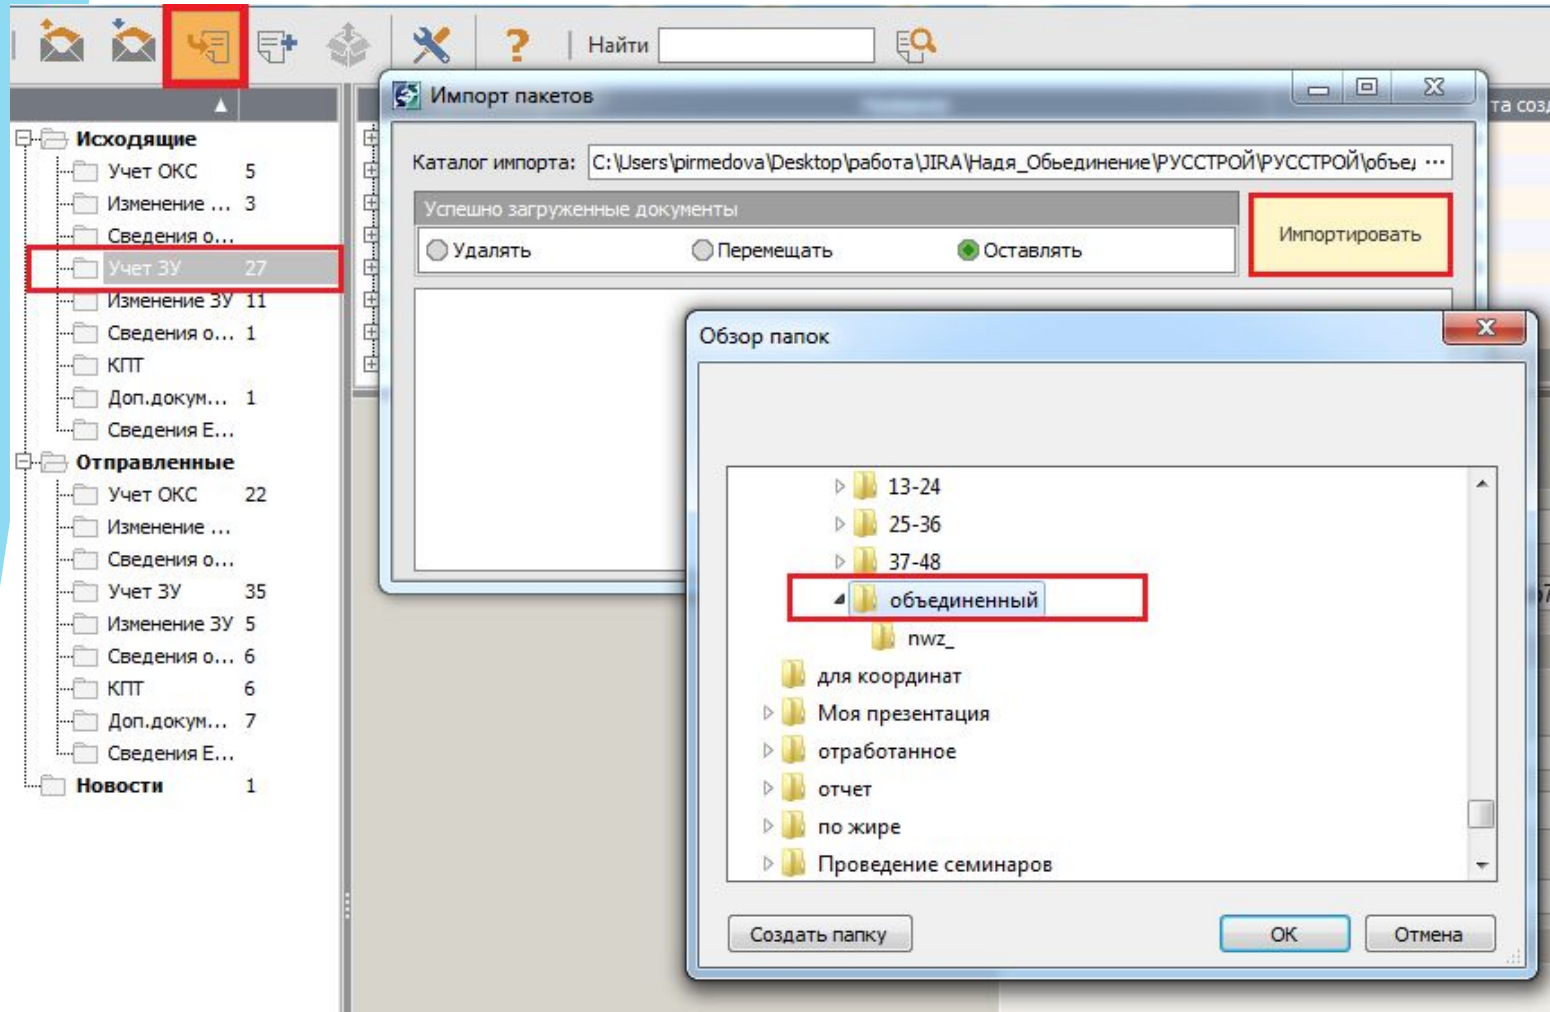 Найти
Импорт пакетов
та соз
Исходящие
Учет ОКС 5
Изменение ... 3
Сведения о...
Учет ЗУ 27
Изменение ЗУ 11
Сведения о... 1
КПТ
Доп.докум... 1
Сведения Е...
Отправленные
Учет ОКС 22
Изменение ...
Сведения о...
Учет ЗУ 35
Изменение ЗУ 5
Сведения о... 6
КПТ 6
Доп.докум... 7
Сведения Е...
Новости 1
Каталог импорта: C:\Users\pirmedova\Desktop\работа\JIRA\Надя_Обьединение\РУССТРОЙ\РУССТРОЙ\объед ...
Успешно загруженные документы
Удалять Перемещать Оставлять
Импортировать
Обзор папок
13-24
25-36
37-48
объединенный
nwz_
для координат
Моя презентация
отработанное
отчет
по жире
Проведение семинаров
Создать папку OK Отмена